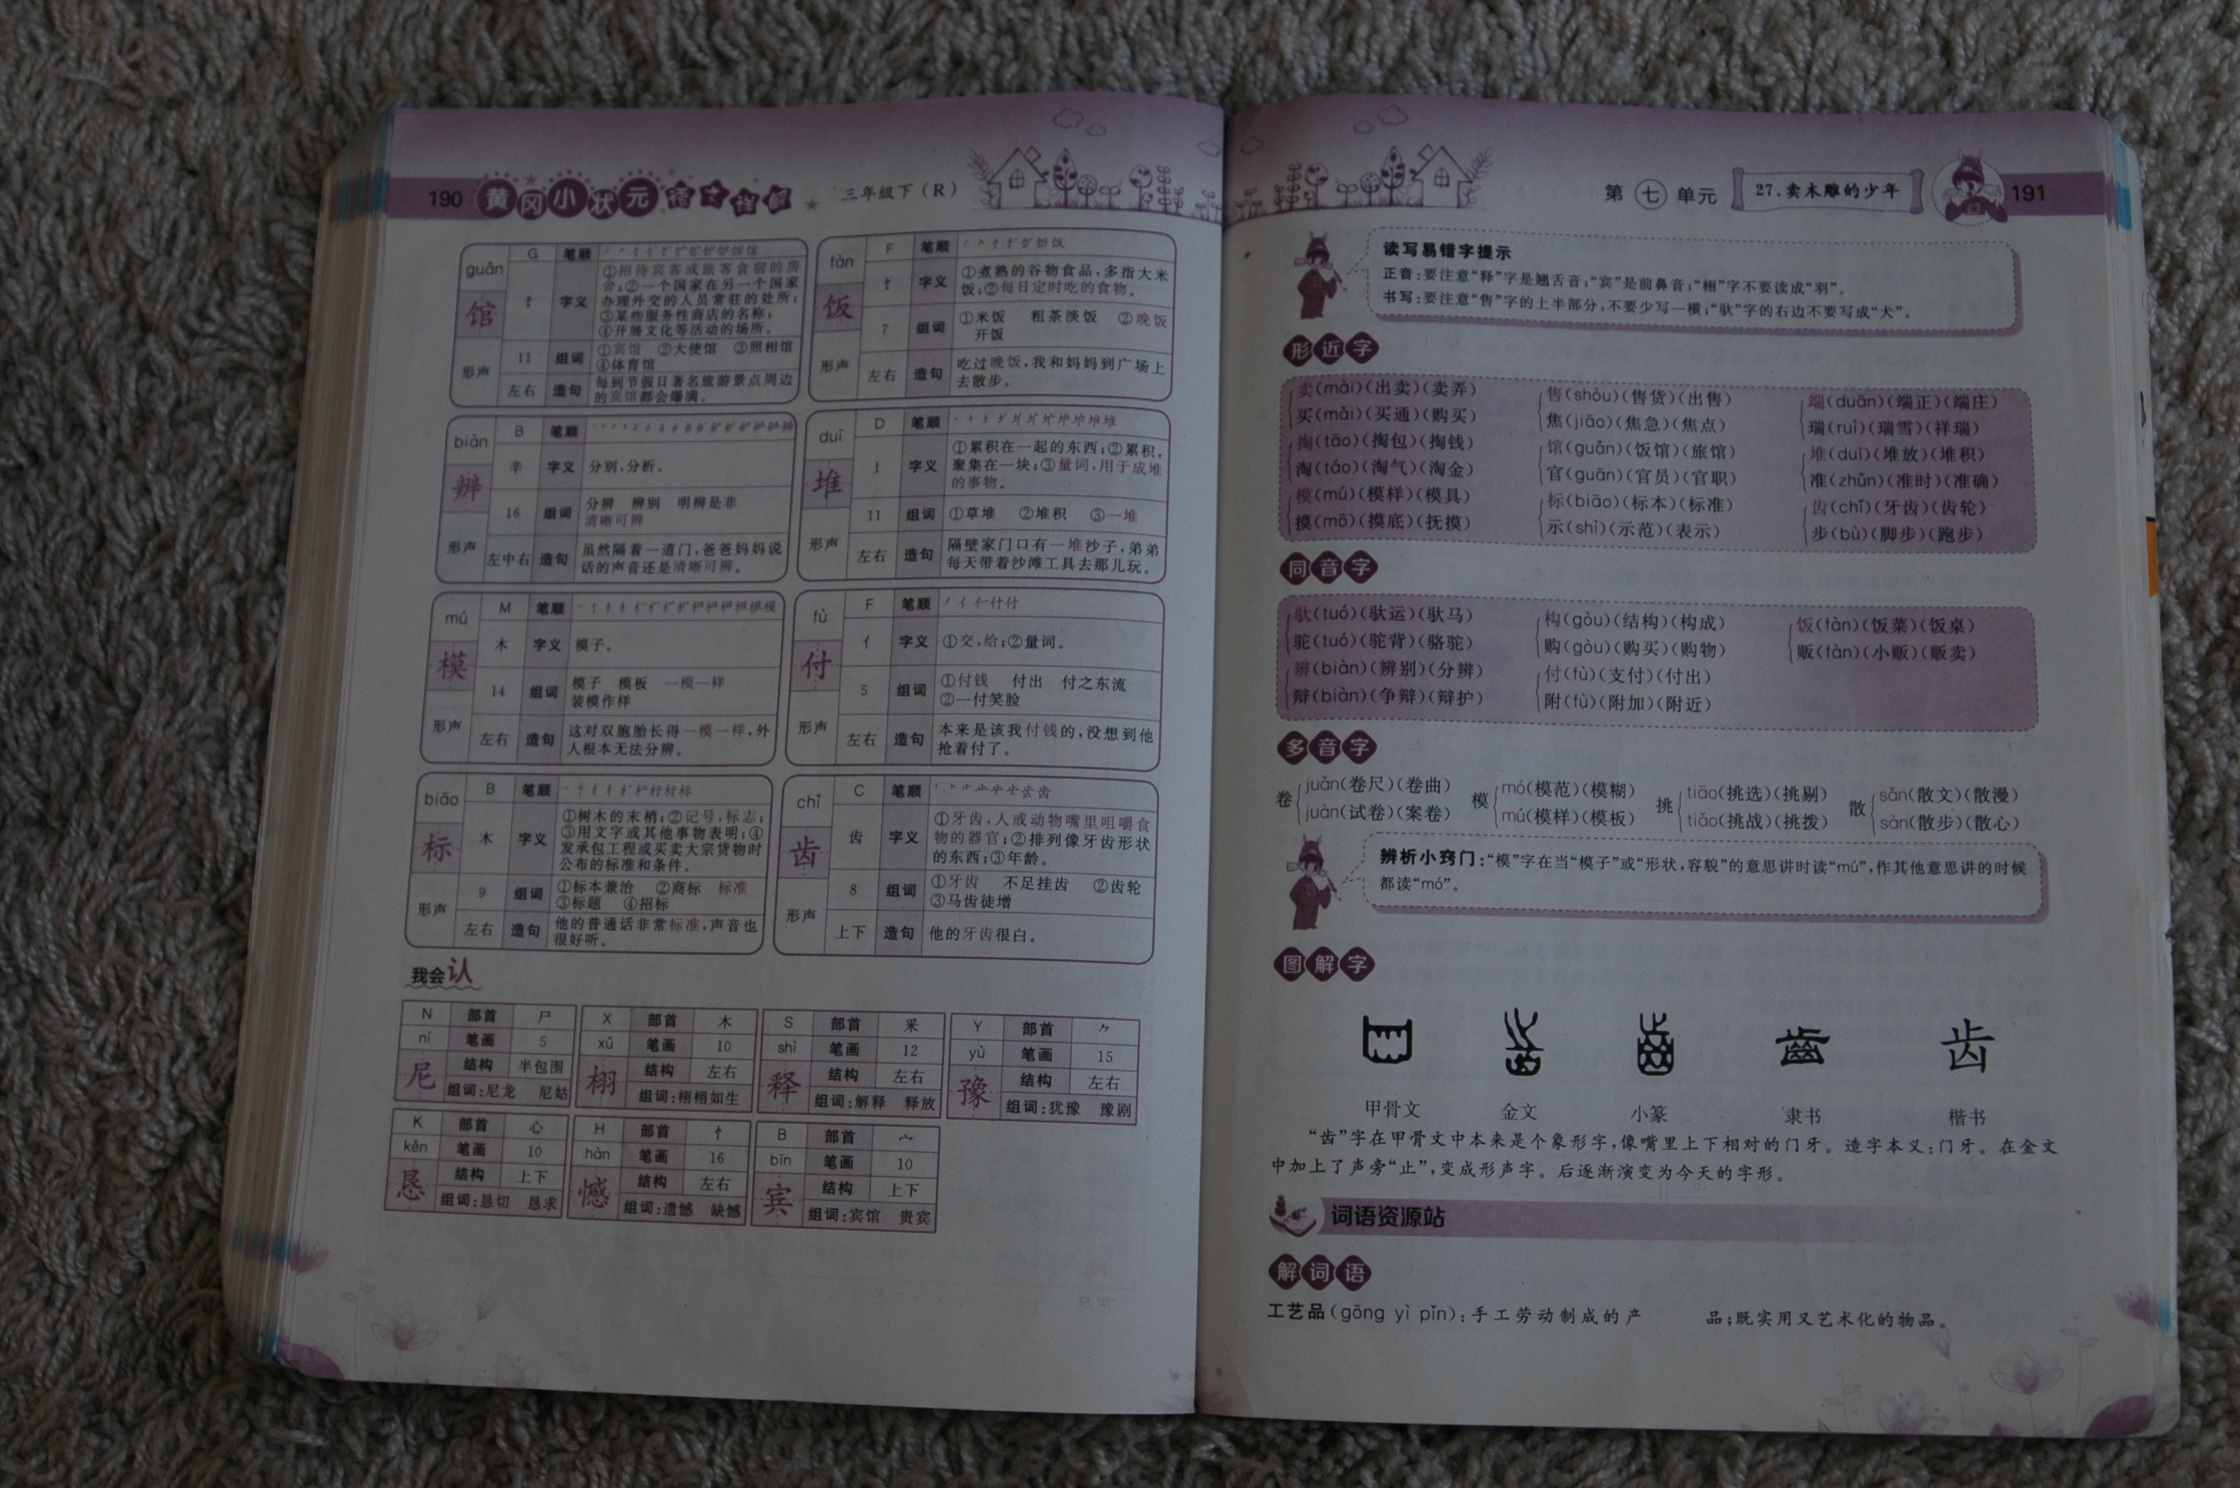 190 黄冈小状元 三年级下(R)
guǎn G 笔顺
馆 饣 字义 ①招待宾客或旅客食宿的房
舍;②一个国家在另一个国家
办理外交的人员常驻的处所;
③某些服务性商店的名称;
④开展文化等活动的场所。
11 组词 ①宾馆 ②大使馆 ③照相馆
④体育馆
形声 左右 造句 每到节假日著名旅游景点周边
的宾馆都会爆满。
fàn F 笔顺
饭 饣 字义 ①煮熟的谷物食品,多指大米
饭;②每日定时吃的食物。
7 组词 ①米饭 粗茶淡饭 ②晚饭
开饭
形声 左右 造句 吃过晚饭,我和妈妈到广场上
去散步。
biàn B 笔顺
辨 辛 字义 分别,分析。
16 组词 分辨 辨别 明辨是非
清晰可辨
形声 左中右 造句 虽然隔着一道门,爸爸妈妈说
话的声音还是清晰可辨。
duī D 笔顺
堆 字义 ①累积在一起的东西;②累积,
聚集在一块;③量词,用于成堆
的事物。
11 组词 ①草堆 ②堆积 ③一堆
形声 左右 造句 隔壁家门口有一堆沙子,弟弟
每天带着沙滩工具去那儿玩。
mú M 笔顺
模 木 字义 模子。
14 组词 模子 模板 一模一样
装模作样
形声 左右 造句 这对双胞胎长得一模一样,外
人根本无法分辨。
fù F 笔顺
付 亻 字义 ①交,给;②量词。
5 组词 ①付钱 付出 付之东流
②一付笑脸
形声 左右 造句 本来是该我付钱的,没想到他
抢着付了。
biāo B 笔顺
标 木 字义 ①树木的末梢;②记号,标志;
③用文字或其他事物表明;④
发承包工程或买卖大宗货物时
公布的标准和条件。
9 组词 ①标本兼治 ②商标 标准
③标题 ④招标
形声 左右 造句 他的普通话非常标准,声音也
很好听。
chǐ C 笔顺
齿 齿 字义 ①牙齿,人或动物嘴里咀嚼食
物的器官;②排列像牙齿形状
的东西;③年龄。
8 组词 ①牙齿 不足挂齿 ②齿轮
③马齿徒增
形声 上下 造句 他的牙齿很白。
我会认
N 部首 尸
ní 笔画 5
尼 结构 半包围
组词:尼龙 尼姑
X 部首 木
xǔ 笔画 10
栩 结构 左右
组词:栩栩如生
S 部首 釆
shì 笔画 12
释 结构 左右
组词:解释 释放
Y 部首 ⺈
yù 笔画 15
豫 结构 左右
组词:犹豫 豫剧
K 部首 心
kěn 笔画 10
恳 结构 上下
组词:恳切 恳求
H 部首 忄
hàn 笔画 16
憾 结构 左右
组词:遗憾 缺憾
B 部首 宀
bīn 笔画 10
宾 结构 上下
组词:宾馆 贵宾
第七单元 27.卖木雕的少年 191
读写易错字提示
正音:要注意“释”字是翘舌音;“宾”是前鼻音;“栩”字不要读成“羽”。
书写:要注意“售”字的上半部分,不要少写一横;“驮”字的右边不要写成“犬”。
形近字
卖(mài)(出卖)(卖弄) 售(shòu)(售货)(出售) 端(duān)(端正)(端庄)
买(mǎi)(买通)(购买) 焦(jiāo)(焦急)(焦点) 瑞(ruì)(瑞雪)(祥瑞)
掏(tāo)(掏包)(掏钱) 馆(guǎn)(饭馆)(旅馆) 堆(duī)(堆放)(堆积)
淘(táo)(淘气)(淘金) 官(guān)(官员)(官职) 准(zhǔn)(准时)(准确)
模(mú)(模样)(模具) 标(biāo)(标本)(标准) 齿(chǐ)(牙齿)(齿轮)
摸(mō)(摸底)(抚摸) 示(shì)(示范)(表示) 步(bù)(脚步)(跑步)
同音字
驮(tuó)(驮运)(驮马) 构(gòu)(结构)(构成) 饭(fàn)(饭菜)(饭桌)
驼(tuó)(驼背)(骆驼) 购(gòu)(购买)(购物) 贩(fàn)(小贩)(贩卖)
辨(biàn)(辨别)(分辨) 付(fù)(支付)(付出)
辩(biàn)(争辩)(辩护) 附(fù)(附加)(附近)
多音字
卷 juǎn(卷尺)(卷曲) 模 mó(模范)(模糊) 挑 tiāo(挑选)(挑剔) 散 sǎn(散文)(散漫)
juàn(试卷)(案卷) mú(模样)(模板) tiǎo(挑战)(挑拨) sàn(散步)(散心)
辨析小窍门:“模”字在当“模子”或“形状,容貌”的意思讲时读“mú”,作其他意思讲的时候
都读“mó”。
图解字
齒 齿
甲骨文 金文 小篆 隶书 楷书
“齿”字在甲骨文中本来是个象形字,像嘴里上下相对的门牙。造字本义:门牙。在金文
中加上了声旁“止”,变成形声字。后逐渐演变为今天的字形。
词语资源站
解词语
工艺品(gōng yì pǐn):手工劳动制成的产 品;既实用又艺术化的物品。